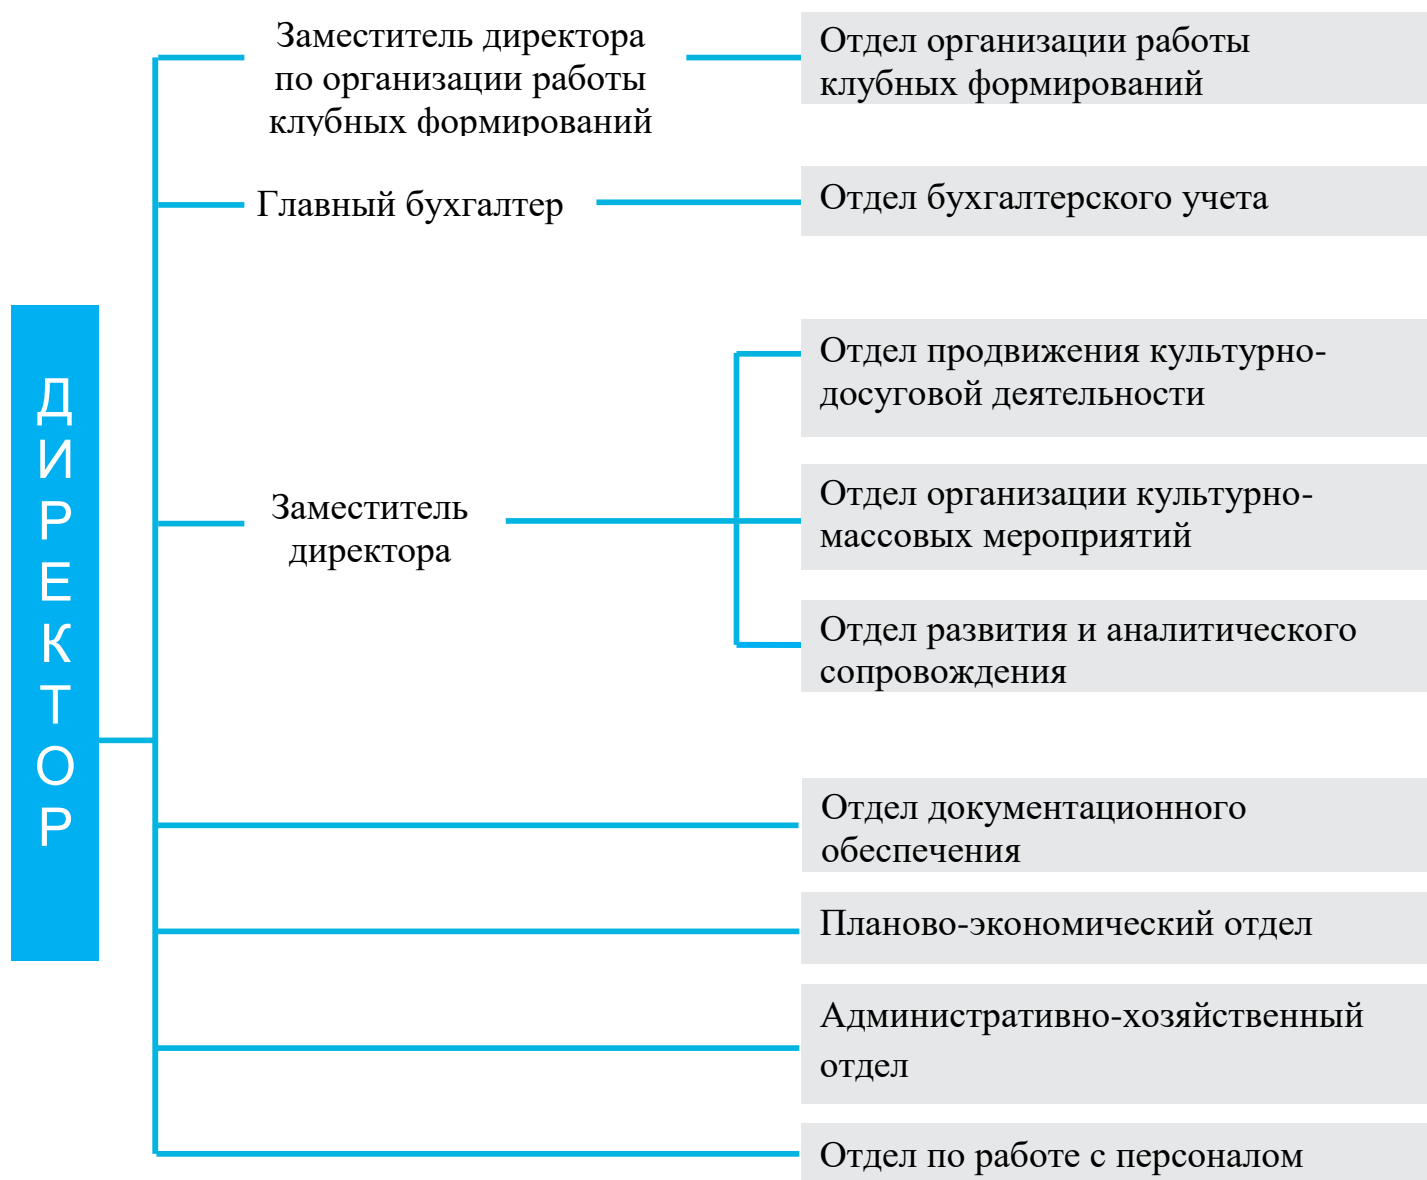 Заместитель директора
по организации работы
клубных формирований
Отдел организации работы
клубных формирований
Главный бухгалтер
Отдел бухгалтерского учета
ДИРЕКТОР
Заместитель
директора
Отдел продвижения культурно-
досуговой деятельности
Отдел организации культурно-
массовых мероприятий
Отдел развития и аналитического
сопровождения
Отдел документационного
обеспечения
Планово-экономический отдел
Административно-хозяйственный
отдел
Отдел по работе с персоналом